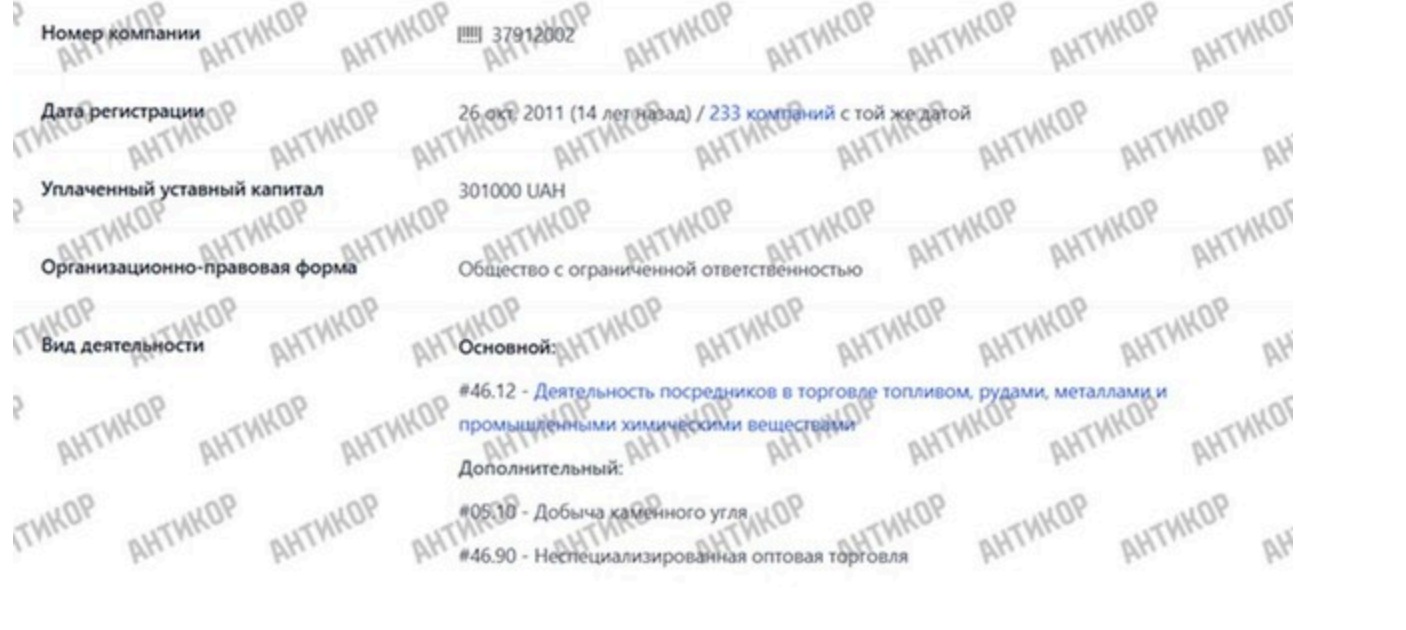 Номер компании 37912002
Дата регистрации 26 окт. 2011 (14 лет назад) / 233 компаний с той же датой
Уплаченный уставный капитал 301000 UAH
Организационно-правовая форма Общество с ограниченной ответственностью
Вид деятельности Основной:
#46.12 - Деятельность посредников в торговле топливом, рудами, металлами и
промышленными химическими веществами
Дополнительный:
#05.10 - Добыча каменного угля
#46.90 - Неспециализированная оптовая торговля
АНТИКОР